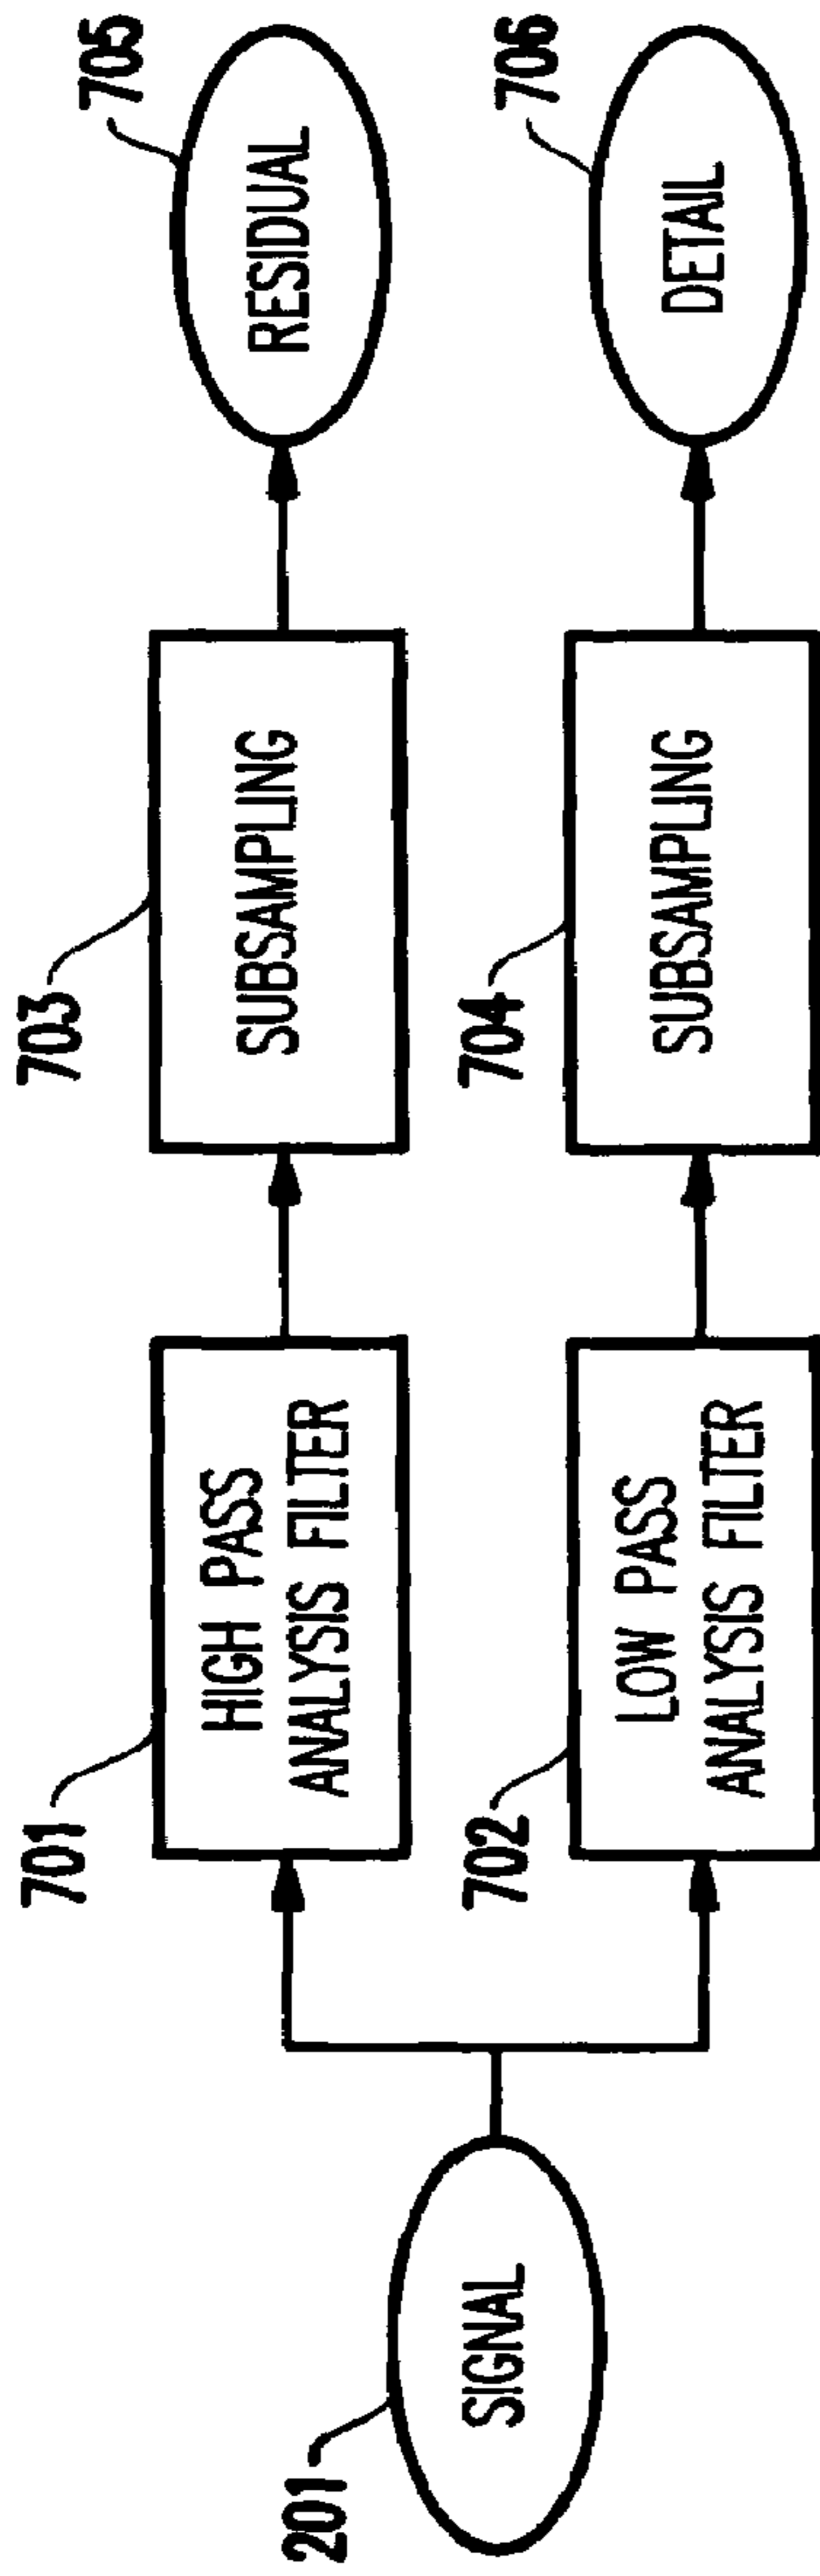 201
SIGNAL
701
HIGH PASS
ANALYSIS FILTER
703
SUBSAMPLING
705
RESIDUAL
702
LOW PASS
ANALYSIS FILTER
704
SUBSAMPLING
706
DETAIL